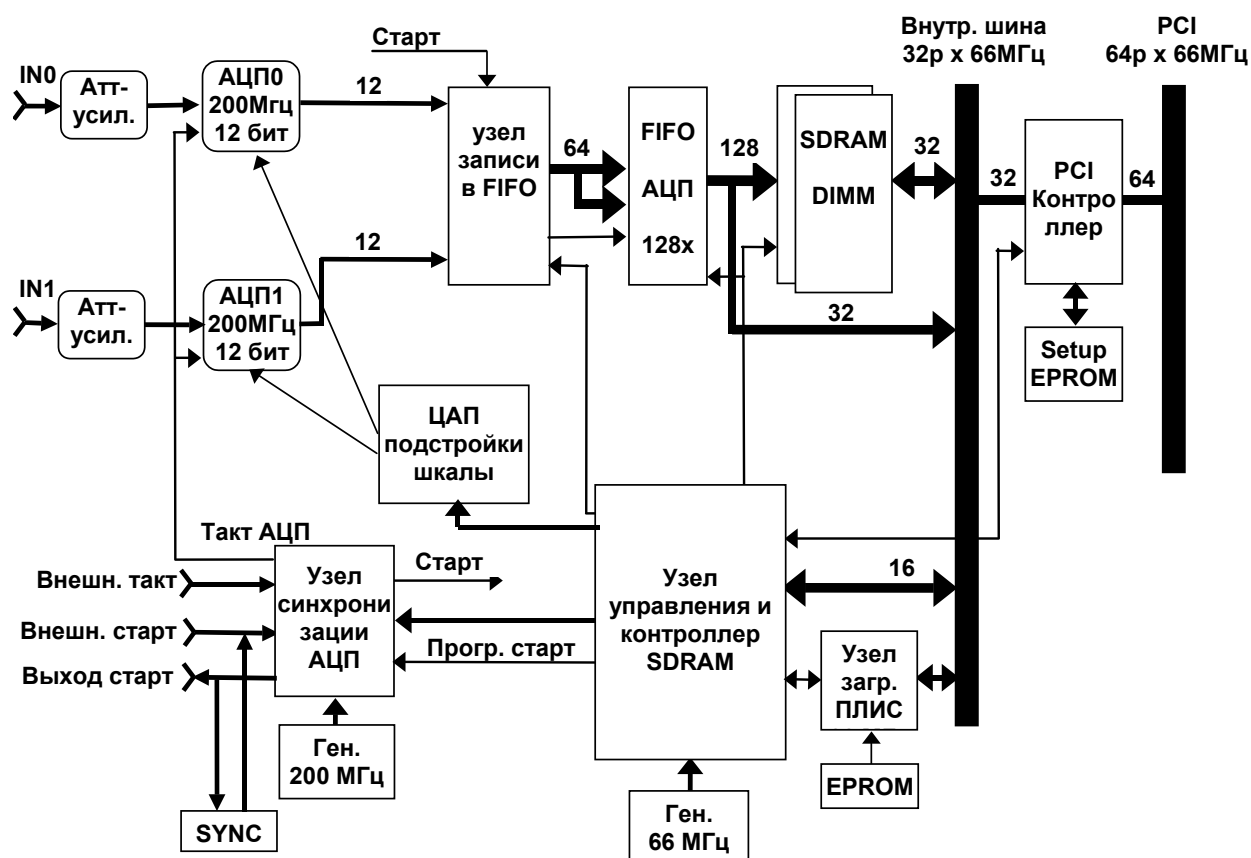 Внутр. шина
32р х 66МГц
PCI
64р х 66МГц
Старт
IN0
Атт-
усил.
АЦП0
200Мгц
12 бит
12
узел
записи
в FIFO
64
FIFO
АЦП
128х
128
SDRAM
DIMM
32
32
PCI
Контро
ллер
64
12
IN1
Атт-
усил.
АЦП1
200МГц
12 бит
32
Setup
EPROM
ЦАП
подстройки
шкалы
Такт АЦП
Внешн. такт
Внешн. старт
Выход старт
Узел
синхрони
зации
АЦП
Старт
Прогр. старт
Узел
управления и
контроллер
SDRAM
16
Узел
загр.
ПЛИС
Ген.
200 МГц
EPROM
SYNC
Ген.
66 МГц